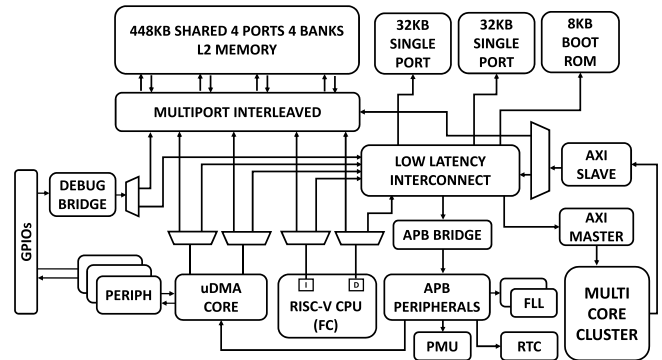 448KB SHARED 4 PORTS 4 BANKS
L2 MEMORY
32KB
SINGLE
PORT
32KB
SINGLE
PORT
8KB
BOOT
ROM
MULTIPORT INTERLEAVED
LOW LATENCY
INTERCONNECT
AXI
SLAVE
GPIOs
DEBUG
BRIDGE
APB BRIDGE
AXI
MASTER
PERIPH
uDMA
CORE
I
D
RISC-V CPU
(FC)
APB
PERIPHERALS
FLL
MULTI
CORE
CLUSTER
PMU
RTC